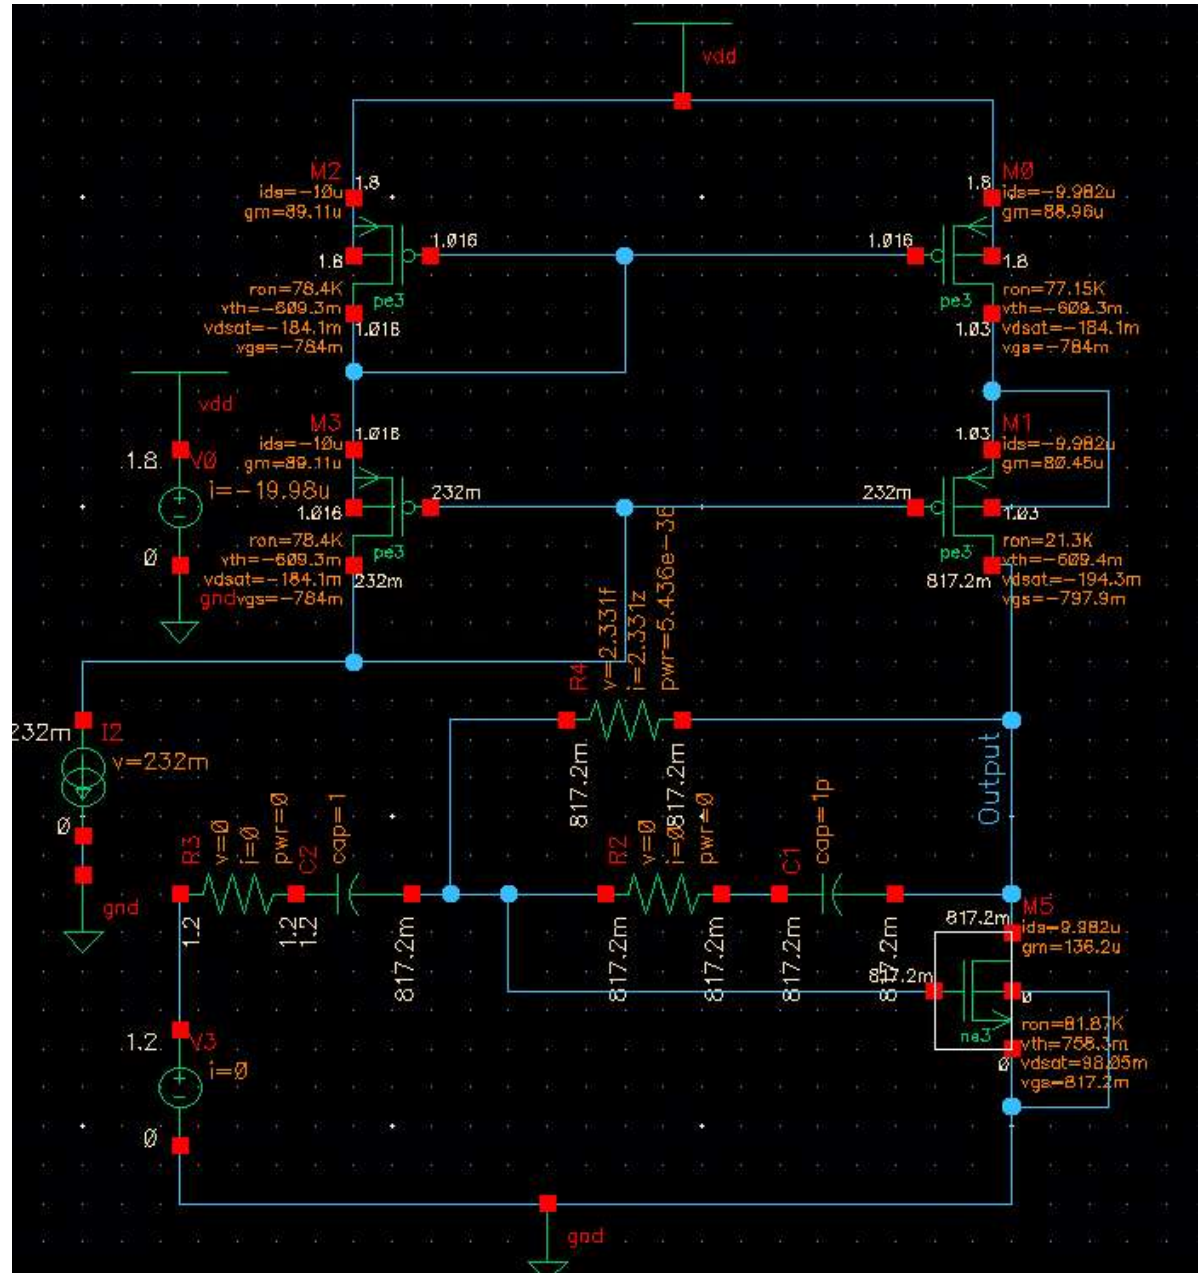 vdd
M2
1.8
ids=-10u
gm=89.11u
1.016
1.8
ron=78.4K
vth=-609.3m
vdsat=-184.1m
vgs=-784m
pe3
1.016
M0
1.8
ids=-9.982u
gm=88.96u
1.016
1.8
ron=77.15K
vth=-609.3m
vdsat=-184.1m
vgs=-784m
pe3
1.03
vdd
1.8
V0
i=-19.98u
0
gnd
M3
1.016
ids=-10u
gm=89.11u
232m
1.016
ron=78.4K
vth=-609.3m
vdsat=-184.1m
vgs=-784m
pe3
232m
M1
1.03
ids=-9.982u
gm=80.45u
232m
1.03
ron=21.3K
vth=-609.4m
vdsat=-194.3m
vgs=-797.9m
pe3
817.2m
R4
v=2.331f
i=2.331z
817.2m
817.2m
232m
I2
v=232m
0
gnd
Output
R3
v=0
i=0
pwr=0
1.2
1.2
C2
cap=1
1.2
817.2m
R2
v=0
i=0
pwr=0
817.2m
817.2m
C1
cap=1p
817.2m
817.2m
M5
817.2m
ids=9.982u
gm=136.2u
817.2m
0
ron=81.87K
vth=758.3m
vdsat=98.05m
vgs=817.2m
ne3
0
1.2
V3
i=0
0
gnd